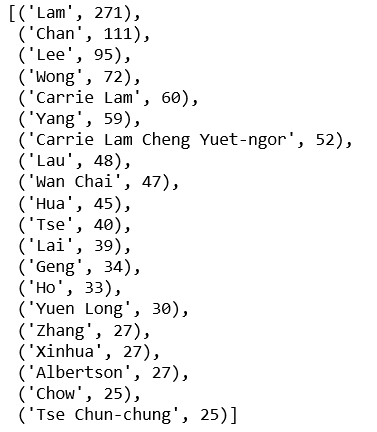 [('Lam', 271),
('Chan', 111),
('Lee', 95),
('Wong', 72),
('Carrie Lam', 60),
('Yang', 59),
('Carrie Lam Cheng Yuet-ngor', 52),
('Lau', 48),
('Wan Chai', 47),
('Hua', 45),
('Tse', 40),
('Lai', 39),
('Geng', 34),
('Ho', 33),
('Yuen Long', 30),
('Zhang', 27),
('Xinhua', 27),
('Albertson', 27),
('Chow', 25),
('Tse Chun-chung', 25)]